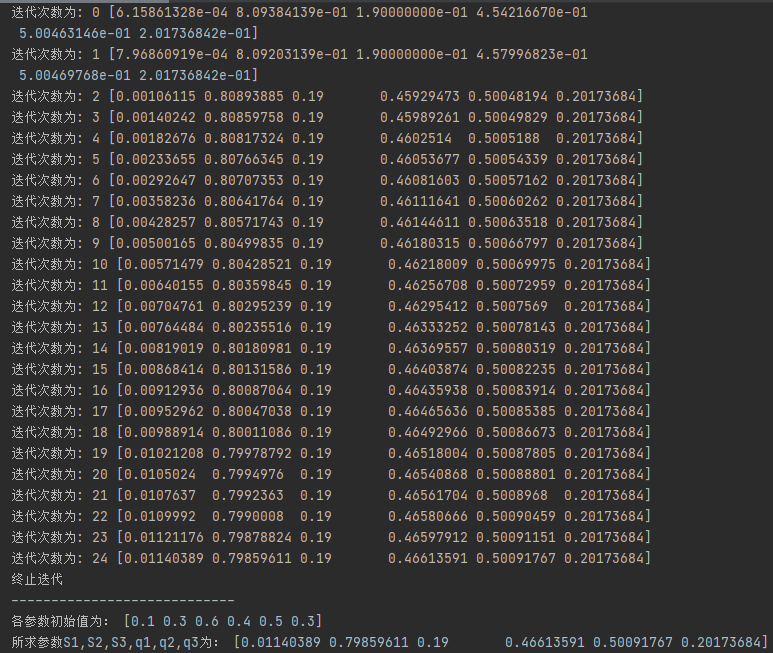 迭代次数为: 0 [6.15861328e-04 8.09384139e-01 1.90000000e-01 4.54216670e-01
5.00463146e-01 2.01736842e-01]
迭代次数为: 1 [7.96860919e-04 8.09203139e-01 1.90000000e-01 4.57996823e-01
5.00469768e-01 2.01736842e-01]
迭代次数为: 2 [0.00106115 0.80893885 0.19       0.45929473 0.50048194 0.20173684]
迭代次数为: 3 [0.00140242 0.80859758 0.19       0.45989261 0.50049829 0.20173684]
迭代次数为: 4 [0.00182676 0.80817324 0.19       0.4602514  0.5005188  0.20173684]
迭代次数为: 5 [0.00233655 0.80766345 0.19       0.46053677 0.50054339 0.20173684]
迭代次数为: 6 [0.00292647 0.80707353 0.19       0.46081603 0.50057162 0.20173684]
迭代次数为: 7 [0.00358236 0.80641764 0.19       0.46111641 0.50060262 0.20173684]
迭代次数为: 8 [0.00428257 0.80571743 0.19       0.46144611 0.50063518 0.20173684]
迭代次数为: 9 [0.00500165 0.80499835 0.19       0.46180315 0.50066797 0.20173684]
迭代次数为: 10 [0.00571479 0.80428521 0.19       0.46218009 0.50069975 0.20173684]
迭代次数为: 11 [0.00640155 0.80359845 0.19       0.46256708 0.50072959 0.20173684]
迭代次数为: 12 [0.00704761 0.80295239 0.19       0.46295412 0.5007569  0.20173684]
迭代次数为: 13 [0.00764484 0.80235516 0.19       0.46333252 0.50078143 0.20173684]
迭代次数为: 14 [0.00819019 0.80180981 0.19       0.46369557 0.50080319 0.20173684]
迭代次数为: 15 [0.00868414 0.80131586 0.19       0.46403874 0.50082235 0.20173684]
迭代次数为: 16 [0.00912936 0.80087064 0.19       0.46435938 0.50083914 0.20173684]
迭代次数为: 17 [0.00952962 0.80047038 0.19       0.46465636 0.50085385 0.20173684]
迭代次数为: 18 [0.00988914 0.80011086 0.19       0.46492966 0.50086673 0.20173684]
迭代次数为: 19 [0.01021208 0.79978792 0.19       0.46518004 0.50087805 0.20173684]
迭代次数为: 20 [0.0105024  0.7994976  0.19       0.46540868 0.50088801 0.20173684]
迭代次数为: 21 [0.0107637  0.7992363  0.19       0.46561704 0.5008968  0.20173684]
迭代次数为: 22 [0.0109992  0.7990008  0.19       0.46580666 0.50090459 0.20173684]
迭代次数为: 23 [0.01121176 0.79878824 0.19       0.46597912 0.50091151 0.20173684]
迭代次数为: 24 [0.01140389 0.79859611 0.19       0.46613591 0.50091767 0.20173684]
终止迭代
----------------------------
各参数初始值为: [0.1 0.3 0.6 0.4 0.5 0.3]
所求参数S1,S2,S3,q1,q2,q3为: [0.01140389 0.79859611 0.19       0.46613591 0.50091767 0.20173684]